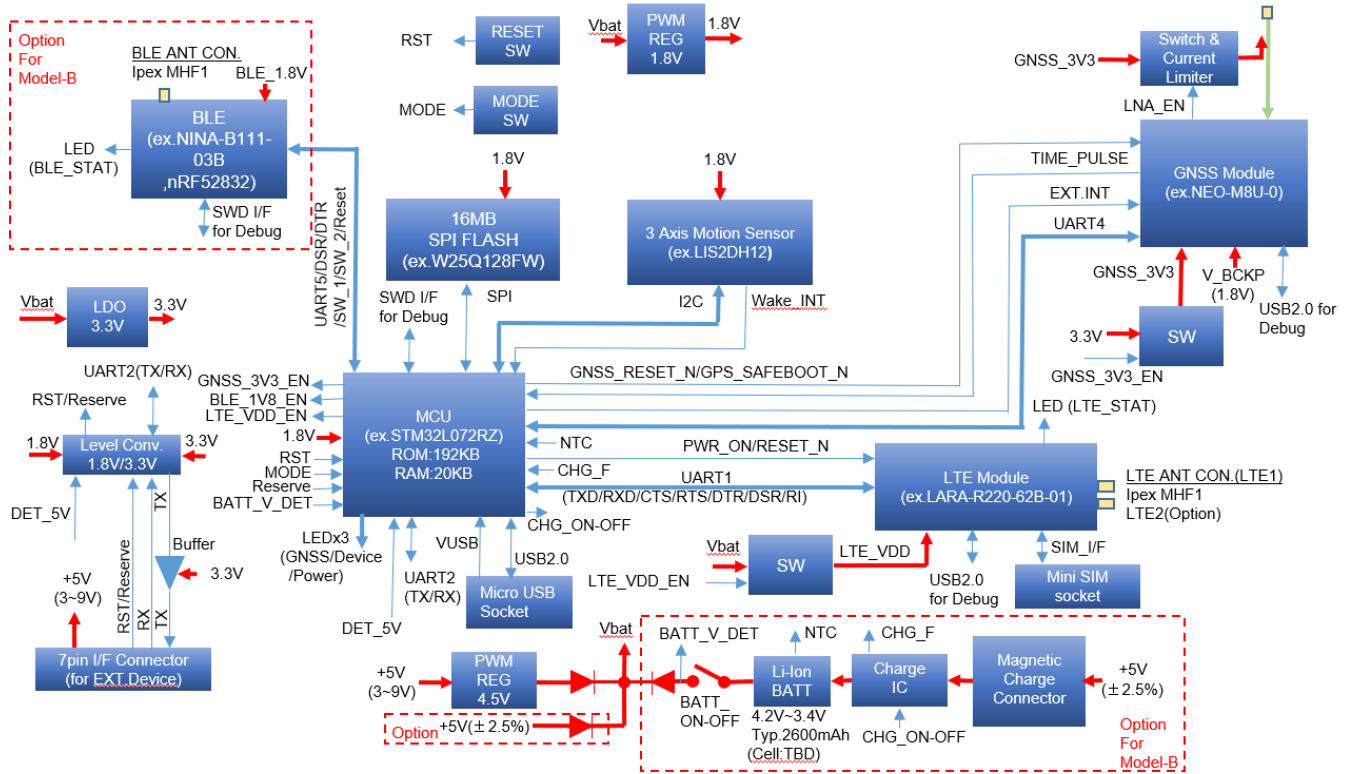 Option
For
Model-B
BLE ANT CON.
Ipex MHF1
BLE_1.8V
BLE
(ex.NINA-B111-
03B
,nRF52832)
LED
(BLE_STAT)
SWD I/F
for Debug
RST
RESET
SW
MODE
MODE
SW
Vbat
PWM
REG
1.8V
1.8V
GNSS_3V3
Switch &
Current
Limiter
LNA_EN
GNSS Module
(ex.NEO-M8U-0)
TIME_PULSE
EXT.INT
UART4
GNSS_3V3
V_BCKP
(1.8V)
USB2.0 for
Debug
3.3V
SW
GNSS_3V3_EN
1.8V
16MB
SPI FLASH
(ex.W25Q128FW)
SWD I/F
for Debug
SPI
1.8V
3 Axis Motion Sensor
(ex.LIS2DH12)
I2C
Wake_INT
UART5/DSR/DTR
/SW_1/SW_2/Reset
Vbat
LDO
3.3V
3.3V
UART2(TX/RX)
RST/Reserve
1.8V
Level Conv.
1.8V/3.3V
3.3V
DET_5V
RST/Reserve
RX
TX
TX
Buffer
3.3V
+5V
(3~9V)
7pin I/F Connector
(for EXT.Device)
GNSS_3V3_EN
BLE_1V8_EN
LTE_VDD_EN
1.8V
RST
MODE
Reserve
BATT_V_DET
MCU
(ex.STM32L072RZ)
ROM:192KB
RAM:20KB
GNSS_RESET_N/GPS_SAFEBOOT_N
NTC
CHG_F
PWR_ON/RESET_N
UART1
(TXD/RXD/CTS/RTS/DTR/DSR/RI)
CHG_ON-OFF
LEDx3
(GNSS/Device
/Power)
DET_5V
UART2
(TX/RX)
VUSB
USB2.0
Micro USB
Socket
LED (LTE_STAT)
LTE Module
(ex.LARA-R220-62B-01)
LTE ANT CON.(LTE1)
Ipex MHF1
LTE2(Option)
Vbat
SW
LTE_VDD
LTE_VDD_EN
USB2.0
for Debug
SIM_I/F
Mini SIM
socket
+5V
(3~9V)
PWM
REG
4.5V
Vbat
Option
+5V(±2.5%)
BATT_V_DET
BATT_
ON-OFF
NTC
Li-Ion
BATT
4.2V~3.4V
Typ.2600mAh
(Cell:TBD)
CHG_F
Charge
IC
CHG_ON-OFF
Magnetic
Charge
Connector
+5V
(±2.5%)
Option
For
Model-B